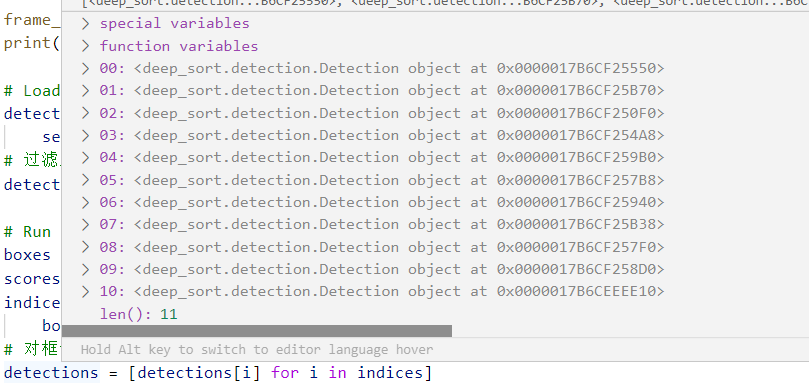 [<deep_sort.detection...B6CF25550>, <deep_sort.detection...B6CF25B70>, <deep_sort.detection...B6C
frame_
> special variables
print(
> function variables
> 00: <deep_sort.detection.Detection object at 0x0000017B6CF25550>
# Load
> 01: <deep_sort.detection.Detection object at 0x0000017B6CF25B70>
detect
> 02: <deep_sort.detection.Detection object at 0x0000017B6CF250F0>
se
> 03: <deep_sort.detection.Detection object at 0x0000017B6CF254A8>
# 过滤
> 04: <deep_sort.detection.Detection object at 0x0000017B6CF259B0>
detect
> 05: <deep_sort.detection.Detection object at 0x0000017B6CF257B8>
> 06: <deep_sort.detection.Detection object at 0x0000017B6CF25940>
# Run
> 07: <deep_sort.detection.Detection object at 0x0000017B6CF25B38>
boxes
> 08: <deep_sort.detection.Detection object at 0x0000017B6CF257F0>
scores
> 09: <deep_sort.detection.Detection object at 0x0000017B6CF258D0>
indice
> 10: <deep_sort.detection.Detection object at 0x0000017B6CEEEE10>
len(): 11
bo
# 对框
Hold Alt key to switch to editor language hover
detections = [detections[i] for i in indices]